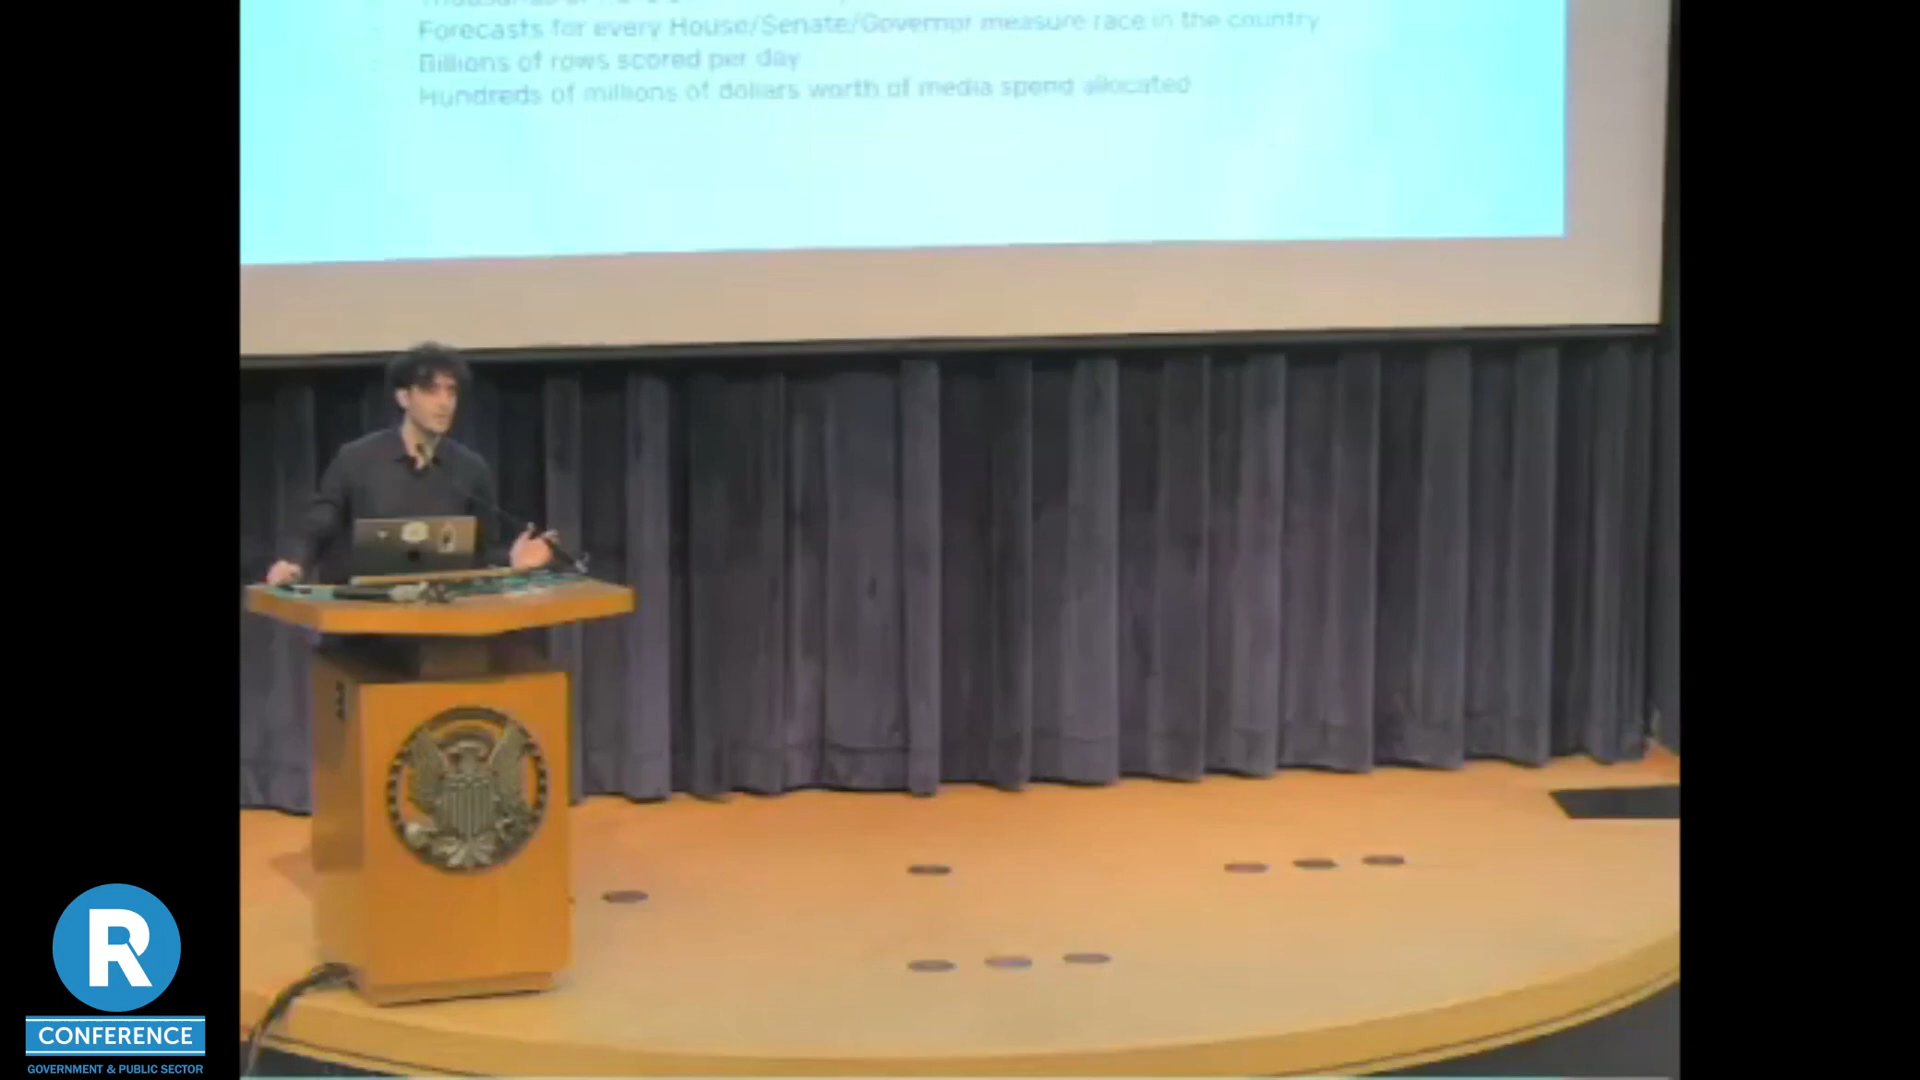 Forecasts for every House/Senate/Governor measure race in the country
Billions of rows scored per day
Hundreds of millions of dollars worth of media spend allocated
R
CONFERENCE
GOVERNMENT & PUBLIC SECTOR